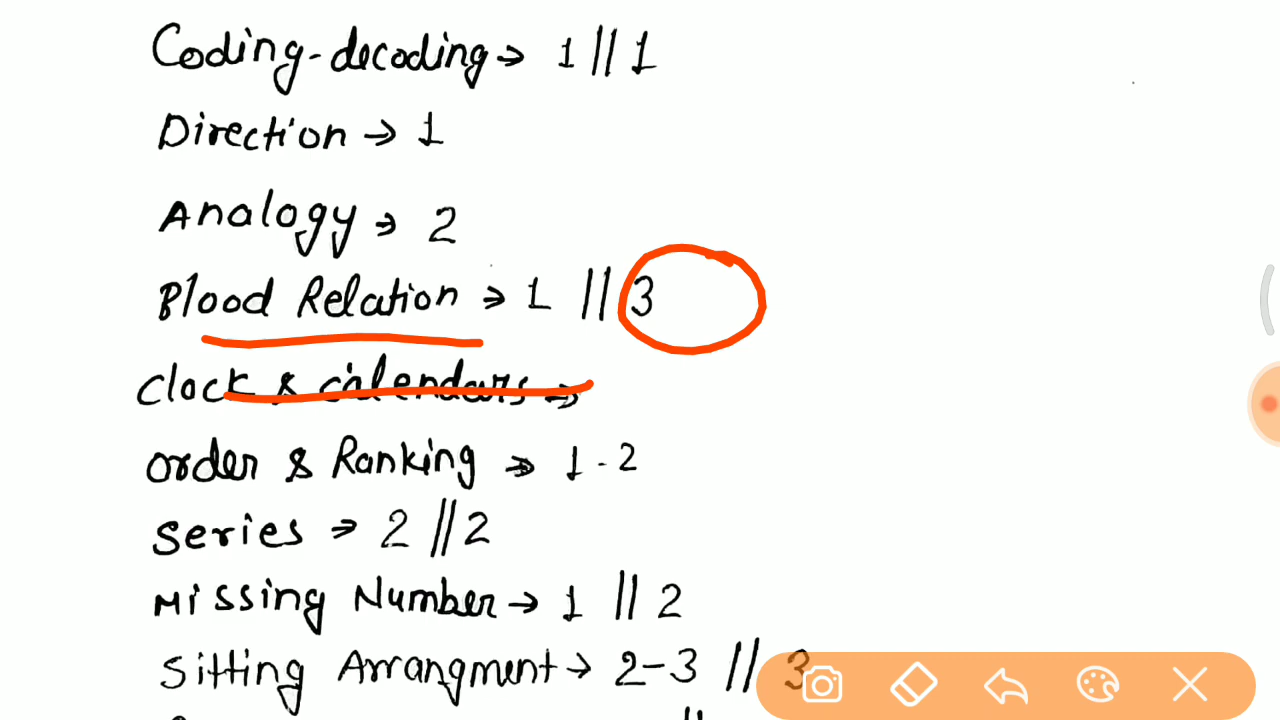 Coding-decoding → 1 || 1
Direction → 1
Analogy → 2
Blood Relation → 1 || 3
Clock & calendars →
order & Ranking → 1-2
Series → 2 || 2
Missing Number → 1 || 2
Sitting Arrangment → 2-3 || 3